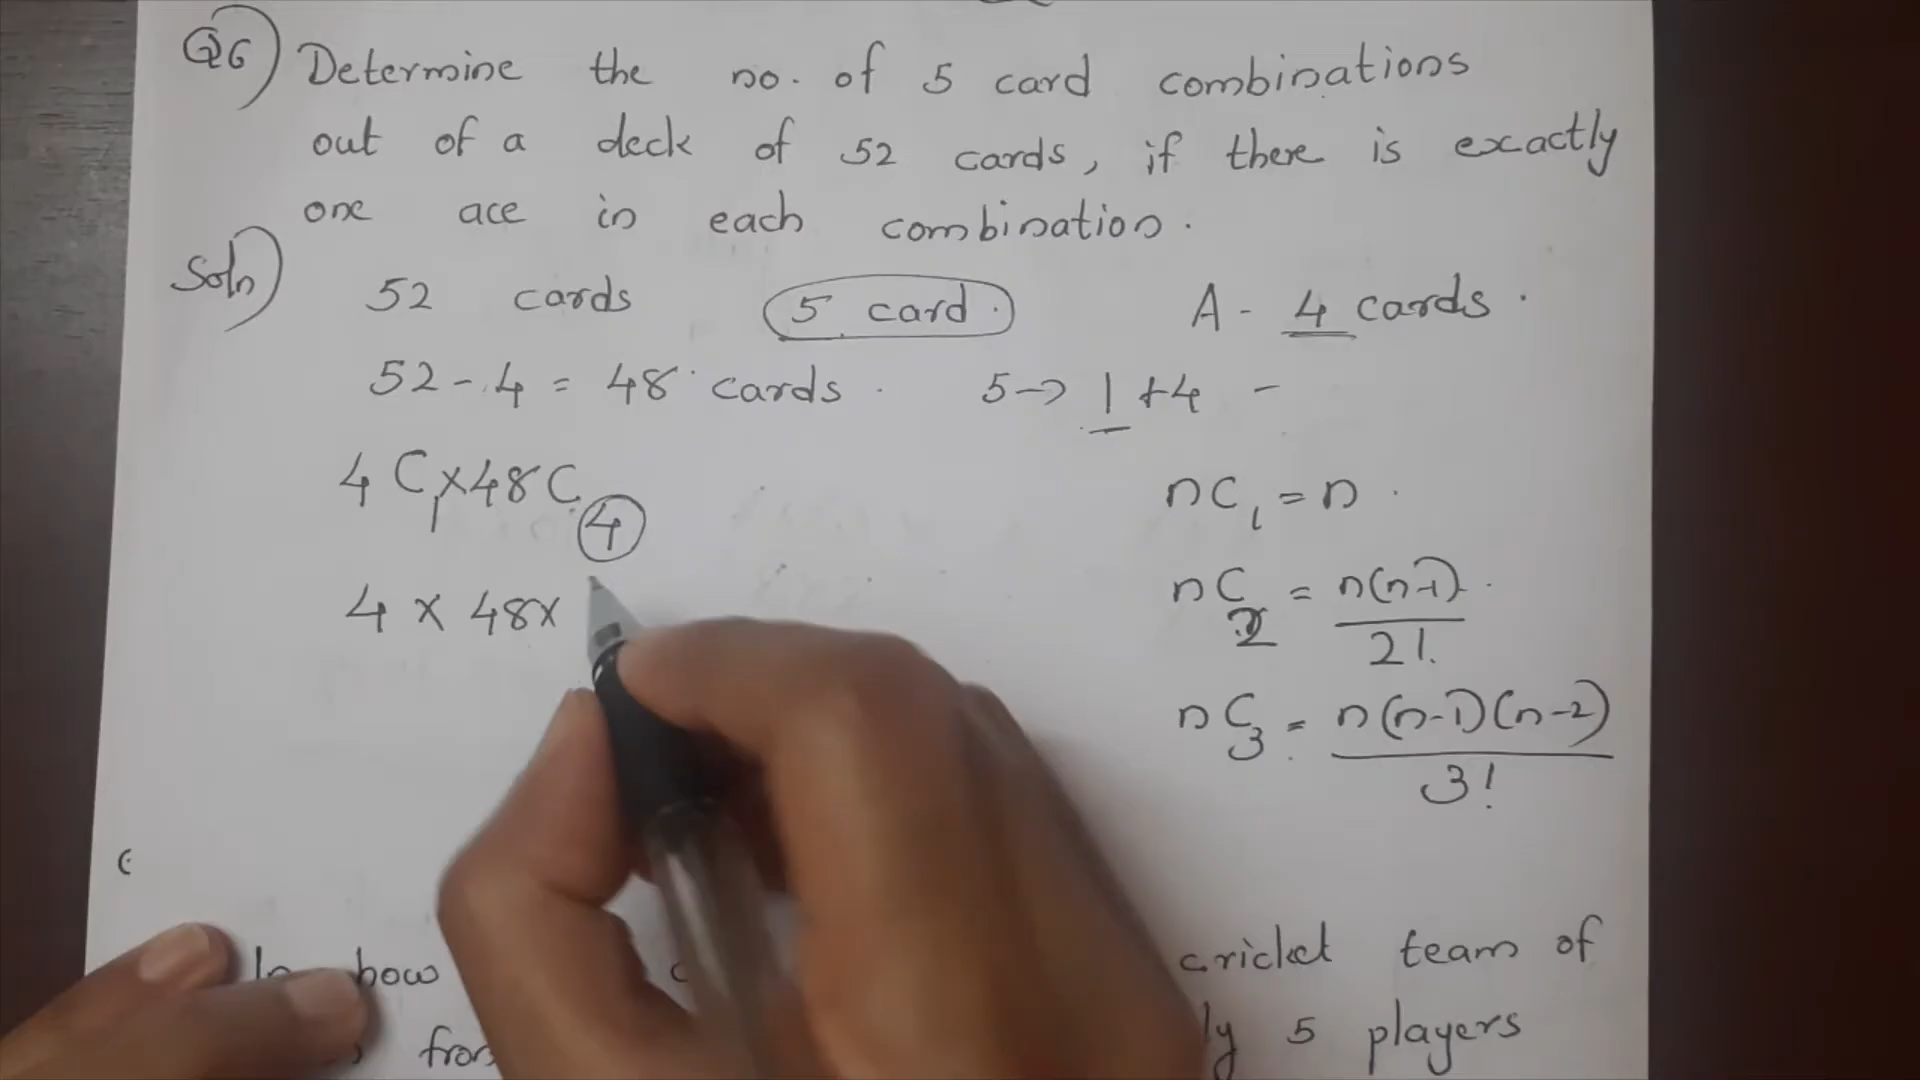 Q6) Determine the no. of 5 card combinations
out of a deck of 52 cards, if there is exactly
one ace in each combination.
Soln) 52 cards 5 card. A - 4 cards.
52 - 4 = 48 cards. 5 → 1 + 4 -
4C₁ × 48C₄
nC₁ = n.
4 × 48 ×
nC₂ = n(n-1) / 2!
nC₃ = n(n-1)(n-2) / 3!
how cricket team of
5 players